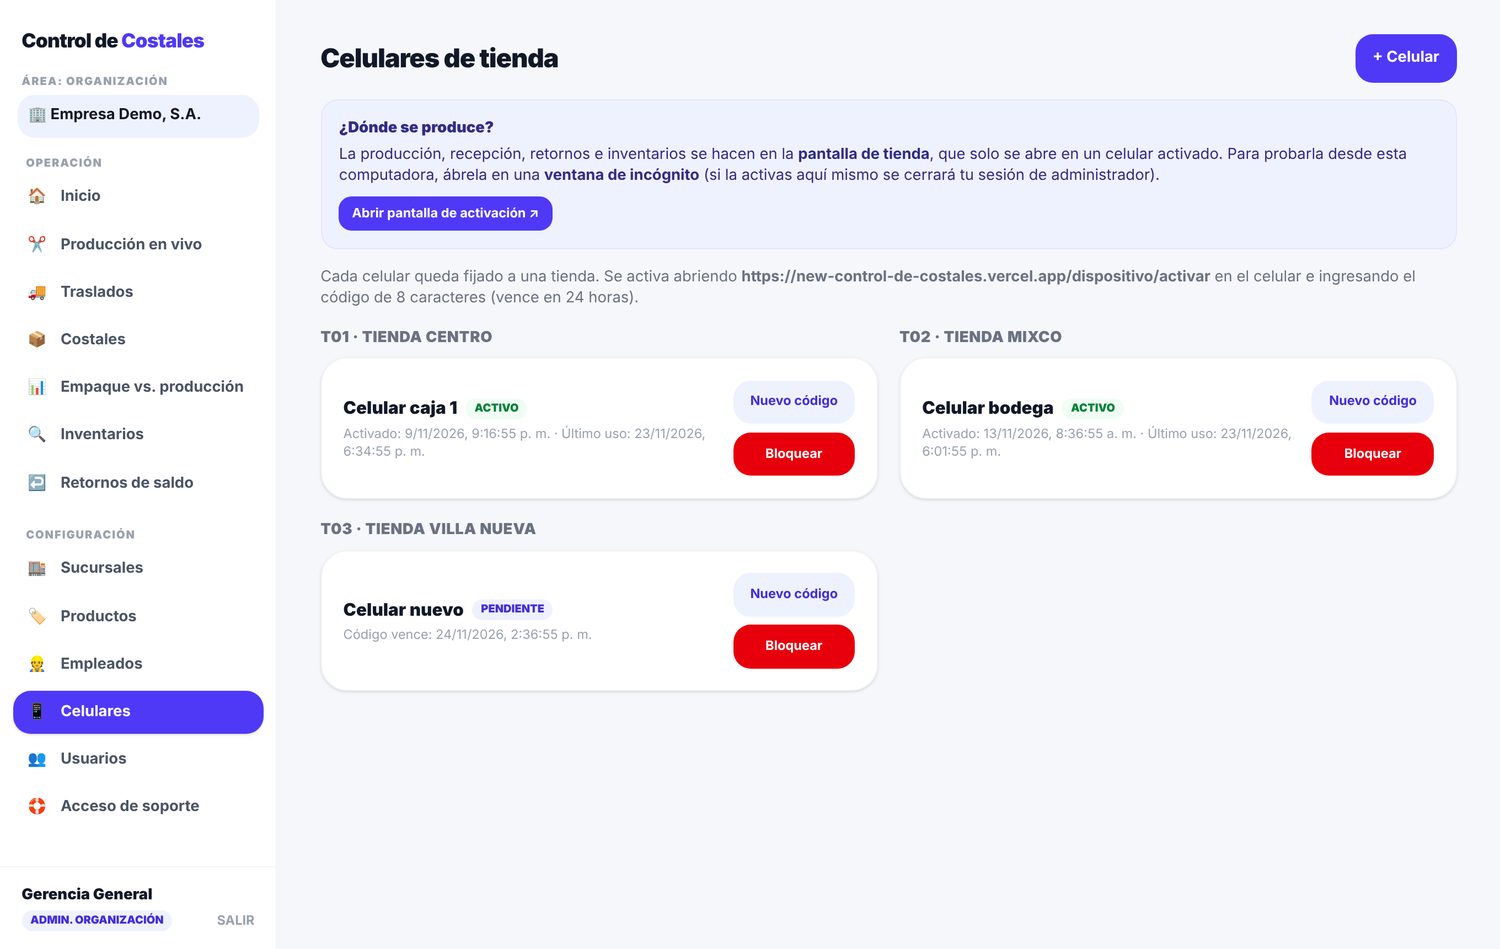 Control de Costales
ÁREA: ORGANIZACIÓN
Empresa Demo, S.A.
OPERACIÓN
Inicio
Producción en vivo
Traslados
Costales
Empaque vs. producción
Inventarios
Retornos de saldo
CONFIGURACIÓN
Sucursales
Productos
Empleados
Celulares
Usuarios
Acceso de soporte
Gerencia General
ADMIN. ORGANIZACIÓN
SALIR
Celulares de tienda
+ Celular
¿Dónde se produce?
La producción, recepción, retornos e inventarios se hacen en la pantalla de tienda, que solo se abre en un celular activado. Para probarla desde esta
computadora, ábrela en una ventana de incógnito (si la activas aquí mismo se cerrará tu sesión de administrador).
Abrir pantalla de activación ↗
Cada celular queda fijado a una tienda. Se activa abriendo https://new-control-de-costales.vercel.app/dispositivo/activar en el celular e ingresando el
código de 8 caracteres (vence en 24 horas).
T01 · TIENDA CENTRO
Celular caja 1 ACTIVO
Activado: 9/11/2026, 9:16:55 p. m. · Último uso: 23/11/2026,
6:34:55 p. m.
Nuevo código
Bloquear
T02 · TIENDA MIXCO
Celular bodega ACTIVO
Activado: 13/11/2026, 8:36:55 a. m. · Último uso: 23/11/2026,
6:01:55 p. m.
Nuevo código
Bloquear
T03 · TIENDA VILLA NUEVA
Celular nuevo PENDIENTE
Código vence: 24/11/2026, 2:36:55 p. m.
Nuevo código
Bloquear